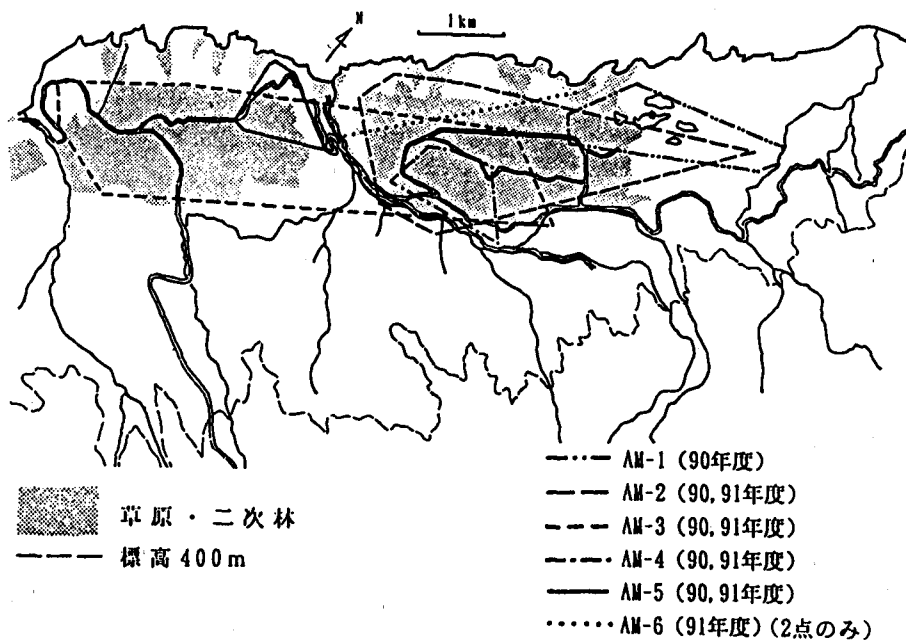 N
1km
草原・二次林
標高400m
AM-1 (90年度)
AM-2 (90,91年度)
AM-3 (90,91年度)
AM-4 (90,91年度)
AM-5 (90,91年度)
AM-6 (91年度)(2点のみ)